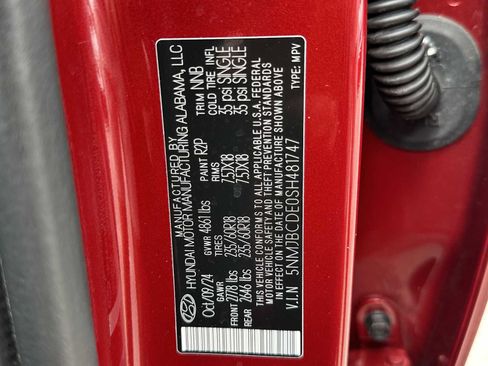 MANUFACTURED BY
HYUNDAI MOTOR MANUFACTURING ALABAMA, LLC
Oct/09/24 GVWR 4861 lbs PAINT R2P TRIM NNB
GAWR RIMS COLD TIRE INFL
FRONT 2778 lbs 235/60R18 7.5JX18 35 psi SINGLE
REAR 2646 lbs 235/60R18 7.5JX18 35 psi SINGLE
THIS VEHICLE CONFORMS TO ALL APPLICABLE U.S.A. FEDERAL
MOTOR VEHICLE SAFETY AND THEFT PREVENTION STANDARDS
IN EFFECT ON THE DATE OF MANUFACTURE SHOWN ABOVE.
V.I.N 5NMJBCDE0SH481747 TYPE: MPV